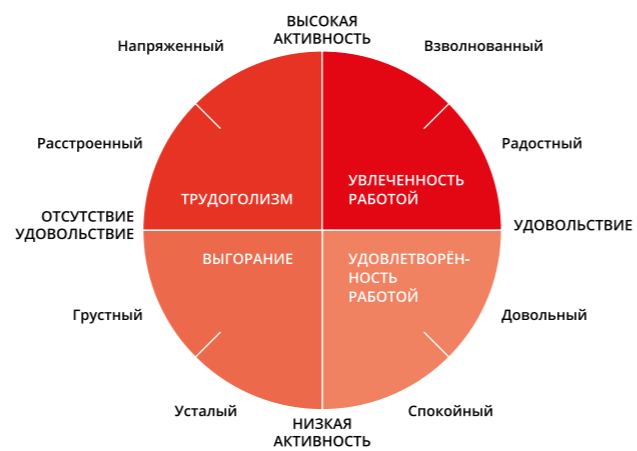 ВЫСОКАЯ
АКТИВНОСТЬ
Напряженный
Взволнованный
Расстроенный
Радостный
ТРУДОГОЛИЗМ
УВЛЕЧЕННОСТЬ
РАБОТОЙ
ОТСУТСТВИЕ
УДОВОЛЬСТВИЕ
УДОВОЛЬСТВИЕ
ВЫГОРАНИЕ
УДОВЛЕТВОРЁН-
НОСТЬ
РАБОТОЙ
Грустный
Довольный
Усталый
Спокойный
НИЗКАЯ
АКТИВНОСТЬ